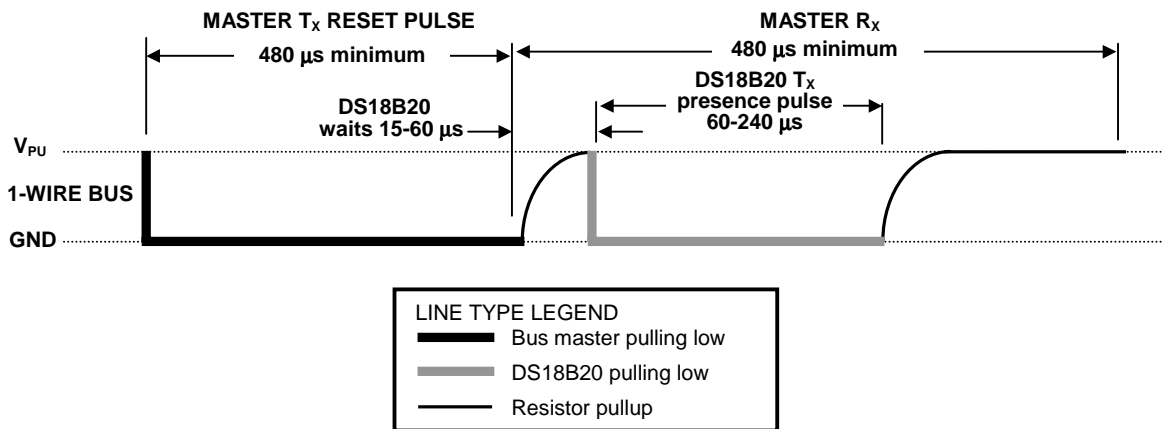 MASTER TX RESET PULSE
480 µs minimum
MASTER RX
480 µs minimum
DS18B20
waits 15-60 µs
DS18B20 TX
presence pulse
60-240 µs
VPU
1-WIRE BUS
GND
LINE TYPE LEGEND
Bus master pulling low
DS18B20 pulling low
Resistor pullup